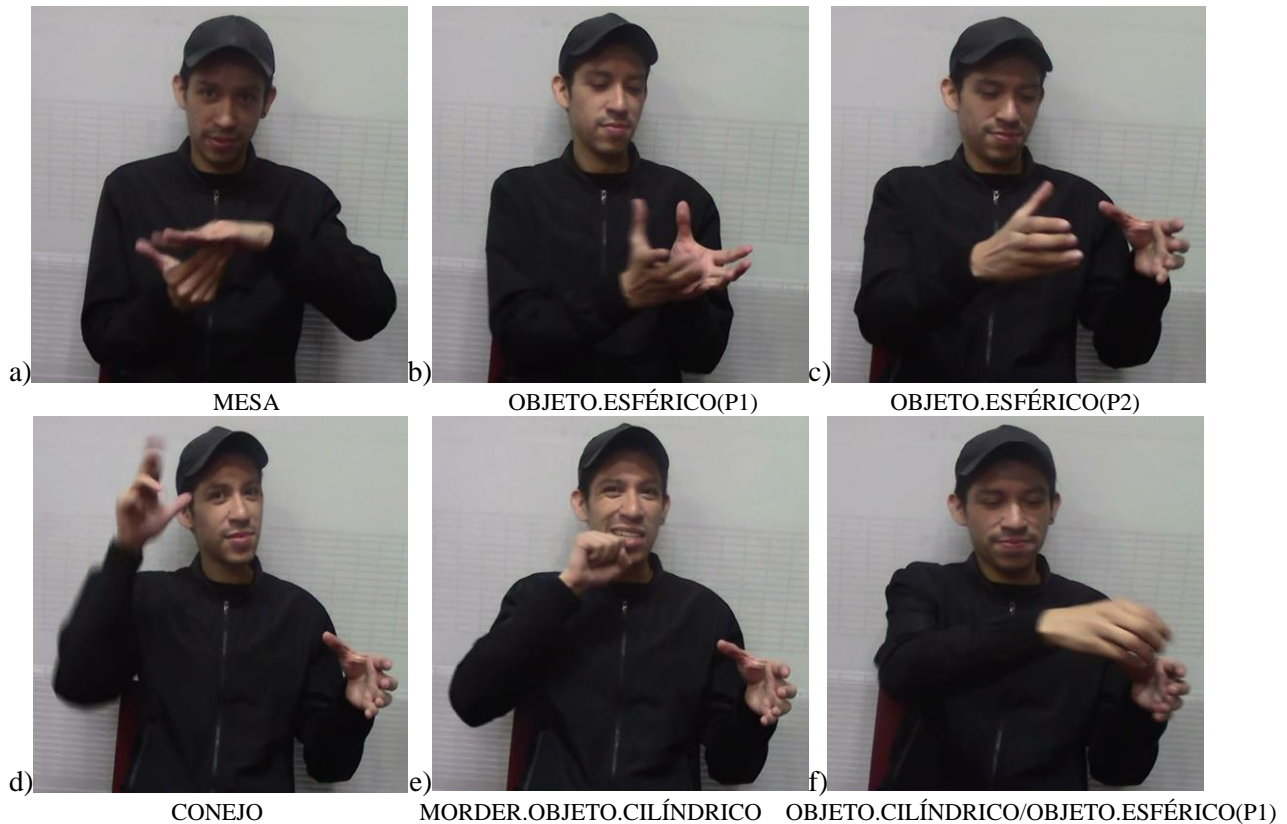 a) b) c)
MESA OBJETO.ESFÉRICO(P1) OBJETO.ESFÉRICO(P2)
d) e) f)
CONEJO MORDER.OBJETO.CILÍNDRICO OBJETO.CILÍNDRICO/OBJETO.ESFÉRICO(P1)